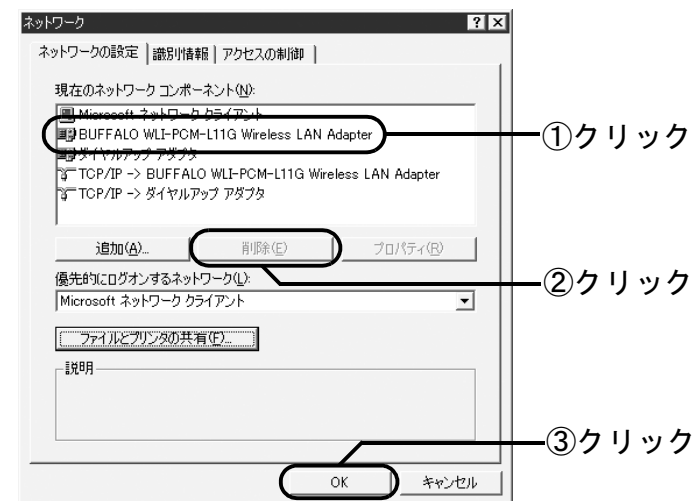 ネットワーク
ネットワークの設定 識別情報 アクセスの制御
現在のネットワーク コンポーネント(N):
Microsoft ネットワーク クライアント
BUFFALO WLI-PCM-L11G Wireless LAN Adapter
①クリック
ダイヤルアップ アダプタ
TCP/IP -> BUFFALO WLI-PCM-L11G Wireless LAN Adapter
TCP/IP -> ダイヤルアップ アダプタ
追加(A)... 削除(E) プロパティ(R)
優先的にログオンするネットワーク(L):
②クリック
Microsoft ネットワーク クライアント
ファイルとプリンタの共有(F)...
説明
③クリック
OK キャンセル